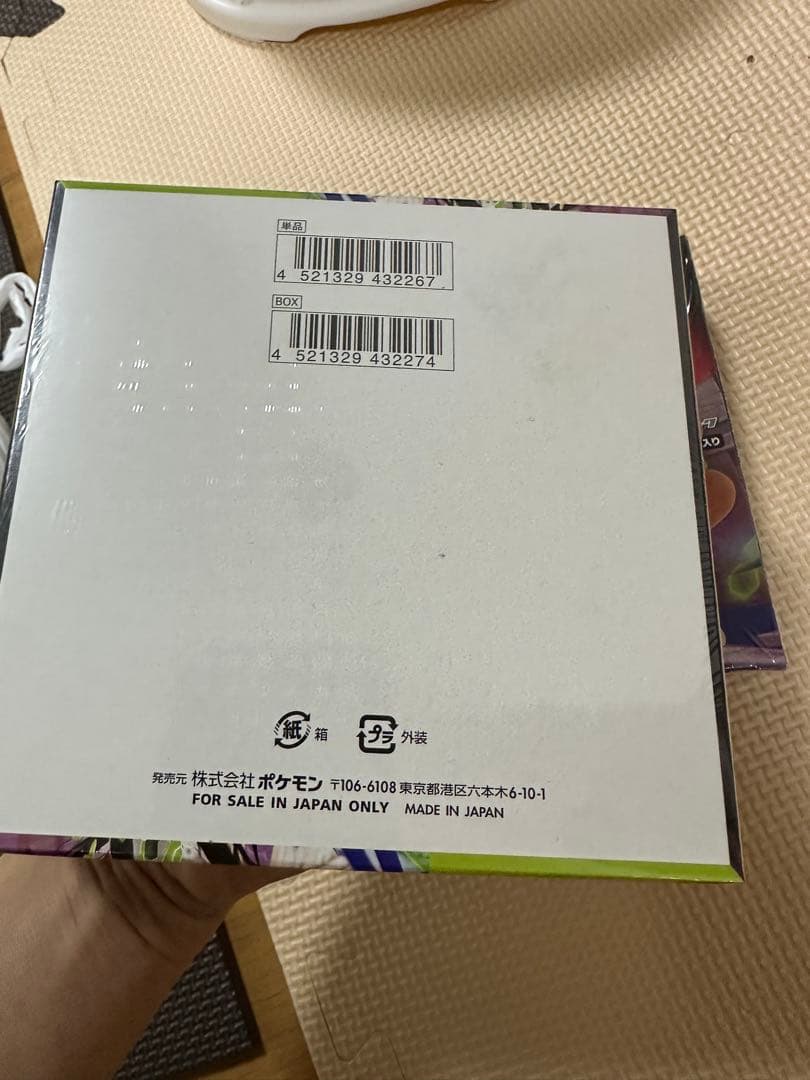 単品
4 521329 432267
BOX
4 521329 432274
入り
紙 箱
プラ 外装
発売元 株式会社ポケモン 〒106-6108 東京都港区六本木6-10-1
FOR SALE IN JAPAN ONLY MADE IN JAPAN